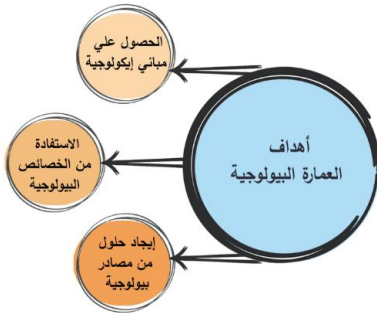 أهداف
العمارة البيولوجية
الحصول علي
مباني إيكولوجية
الاستفادة
من الخصائص
البيولوجية
إيجاد حلول
من مصادر
بيولوجية